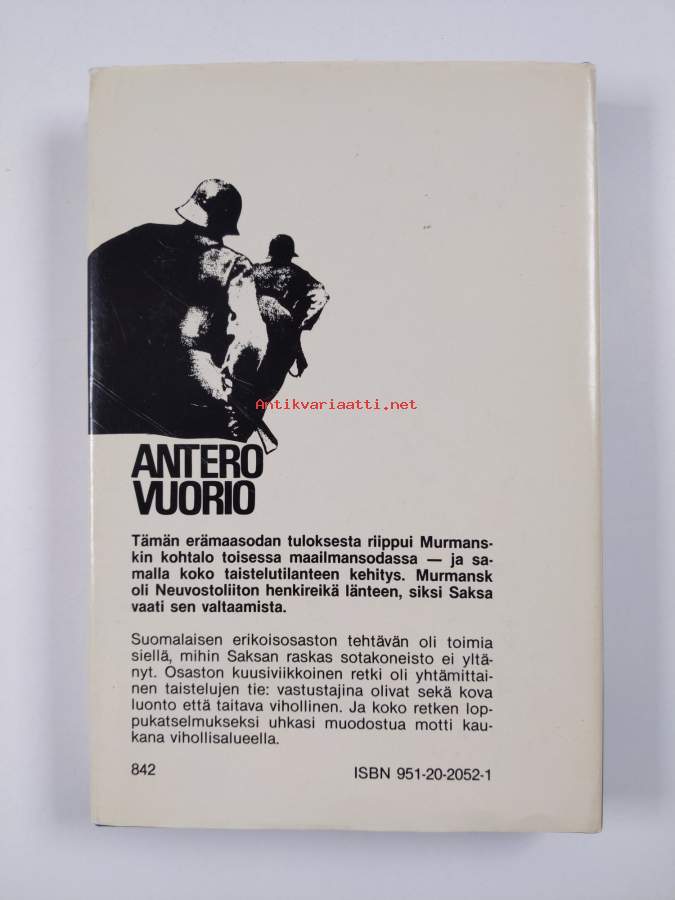 Antikvariaatti.net
ANTERO
VUORIO
Tämän erämaasodan tuloksesta riippui Murmans-
kin kohtalo toisessa maailmansodassa — ja sa-
malla koko taistelutilanteen kehitys. Murmansk
oli Neuvostoliiton henkireikä länteen, siksi Saksa
vaati sen valtaamista.
Suomalaisen erikoisosaston tehtävän oli toimia
siellä, mihin Saksan raskas sotakoneisto ei yltä-
nyt. Osaston kuusiviikkoinen retki oli yhtämittai-
nen taistelujen tie: vastustajina olivat sekä kova
luonto että taitava vihollinen. Ja koko retken lop-
pukatselmukseksi uhkasi muodostua motti kau-
kana vihollisalueella.
842 ISBN 951-20-2052-1